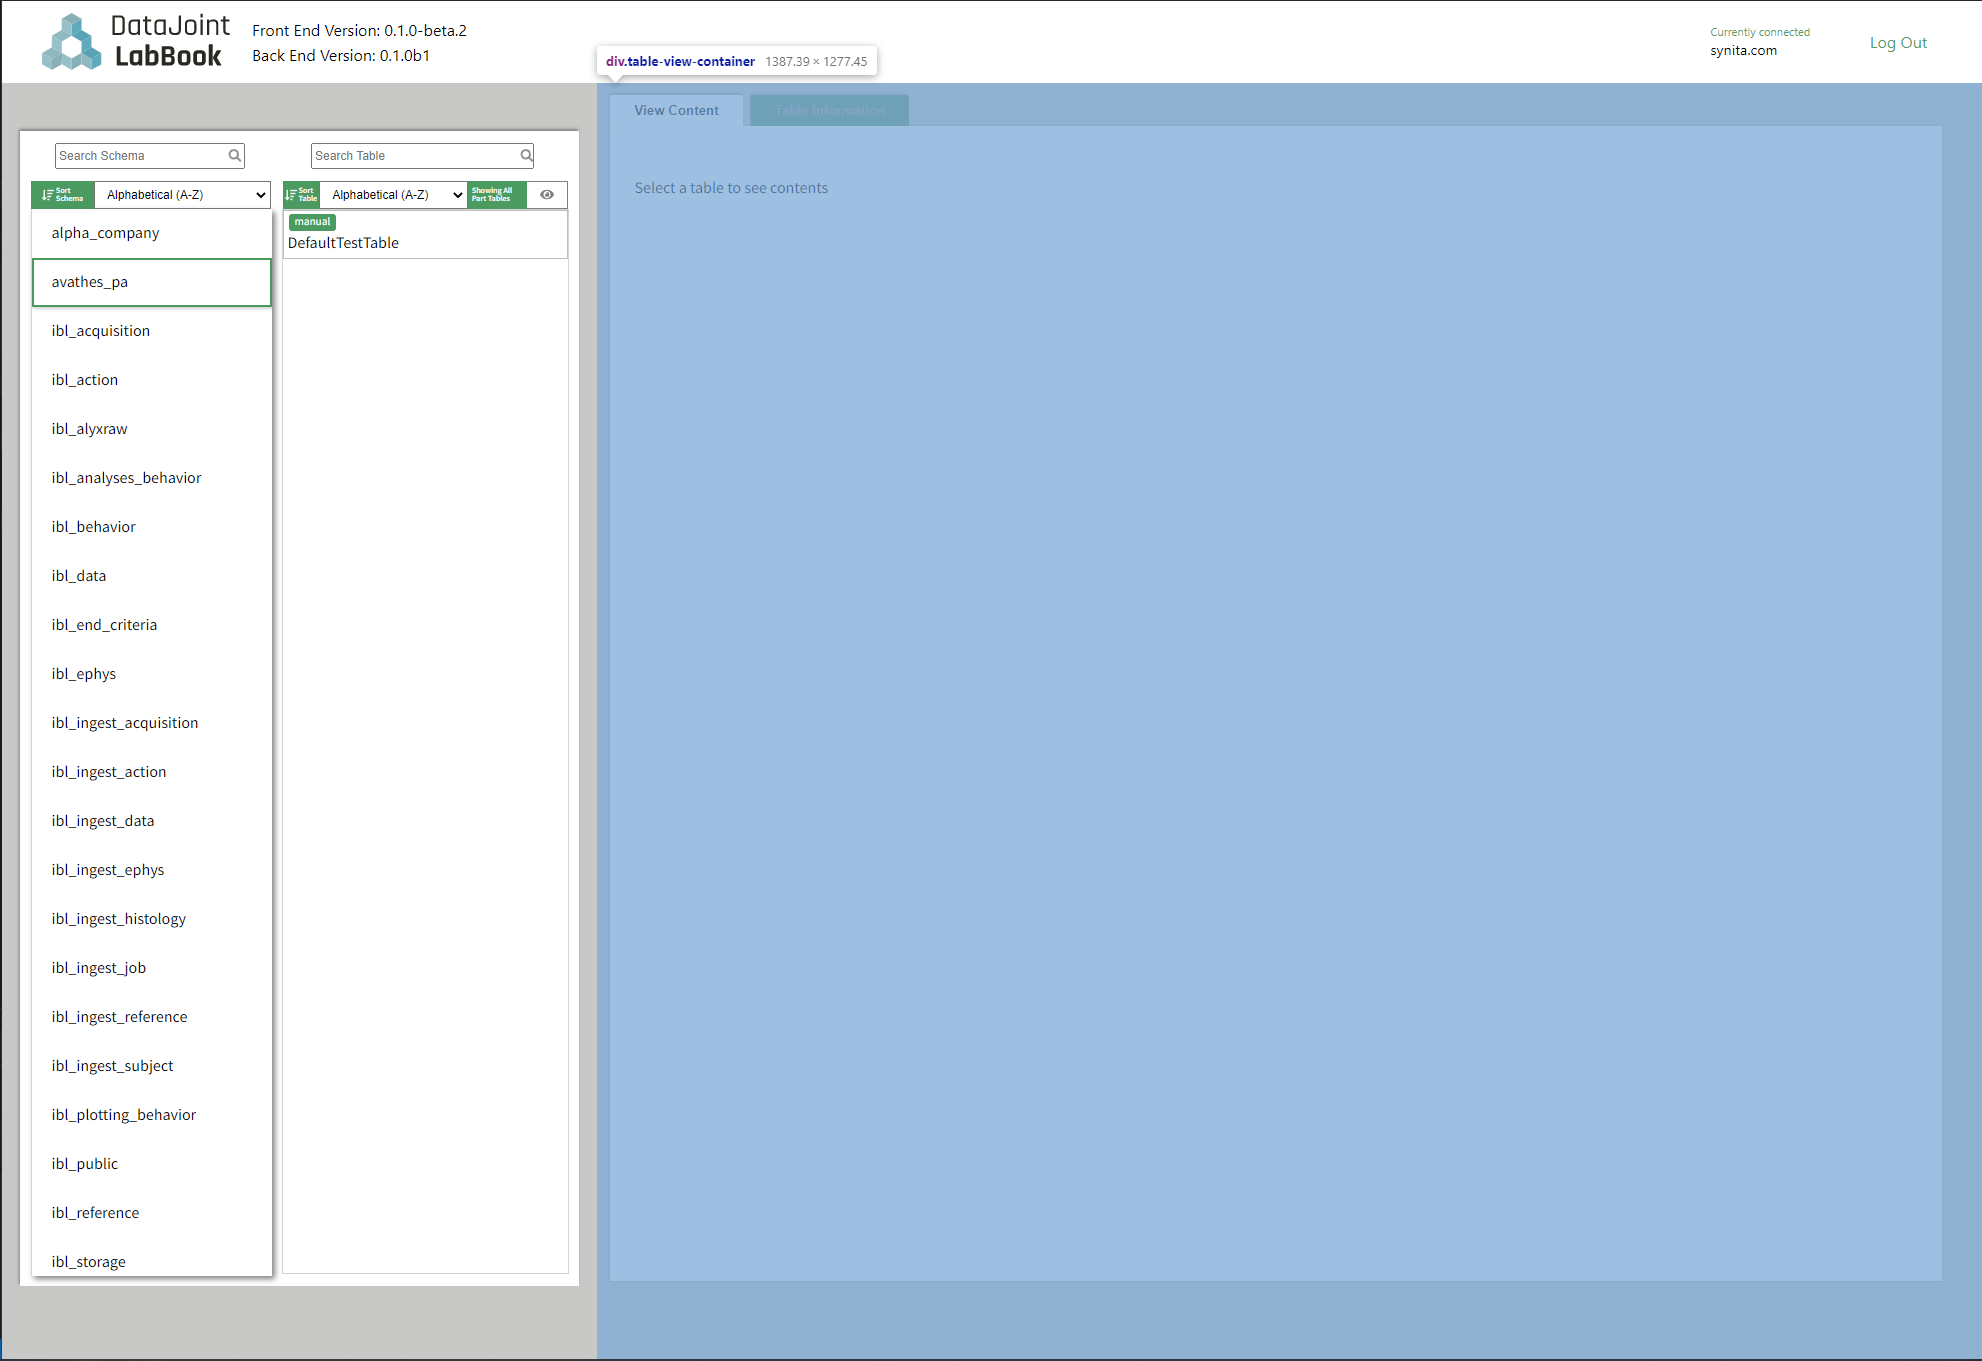 DataJoint
LabBook
Front End Version: 0.1.0-beta.2
Back End Version: 0.1.0b1
div.table-view-container 1387.39 × 1277.45
Currently connected
synita.com
Log Out
View Content
Table Information
Search Schema
Search Table
Sort Schema
Alphabetical (A-Z)
Sort Table
Alphabetical (A-Z)
Showing All Part Tables
Select a table to see contents
manual
DefaultTestTable
alpha_company
avathes_pa
ibl_acquisition
ibl_action
ibl_alyxraw
ibl_analyses_behavior
ibl_behavior
ibl_data
ibl_end_criteria
ibl_ephys
ibl_ingest_acquisition
ibl_ingest_action
ibl_ingest_data
ibl_ingest_ephys
ibl_ingest_histology
ibl_ingest_job
ibl_ingest_reference
ibl_ingest_subject
ibl_plotting_behavior
ibl_public
ibl_reference
ibl_storage